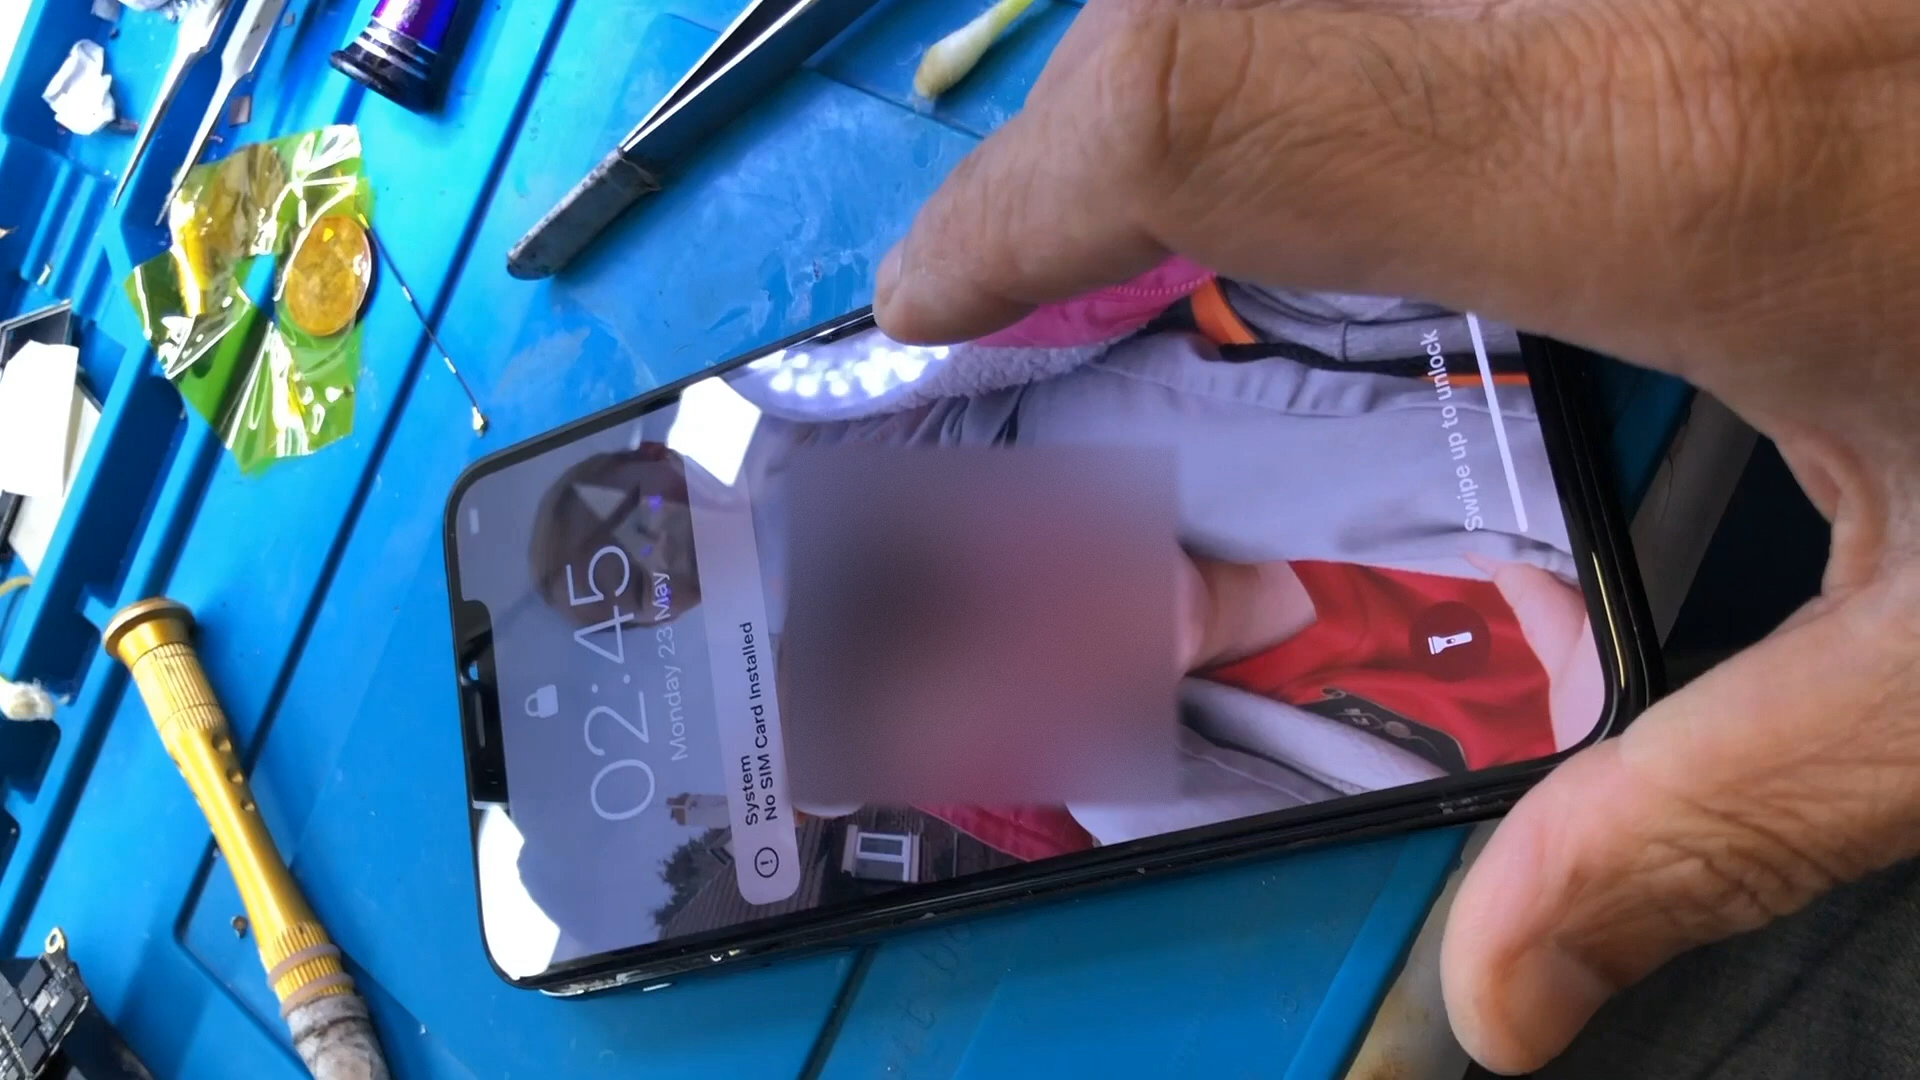 02:45
Monday 23 May
System
No SIM Card Installed
Swipe up to unlock